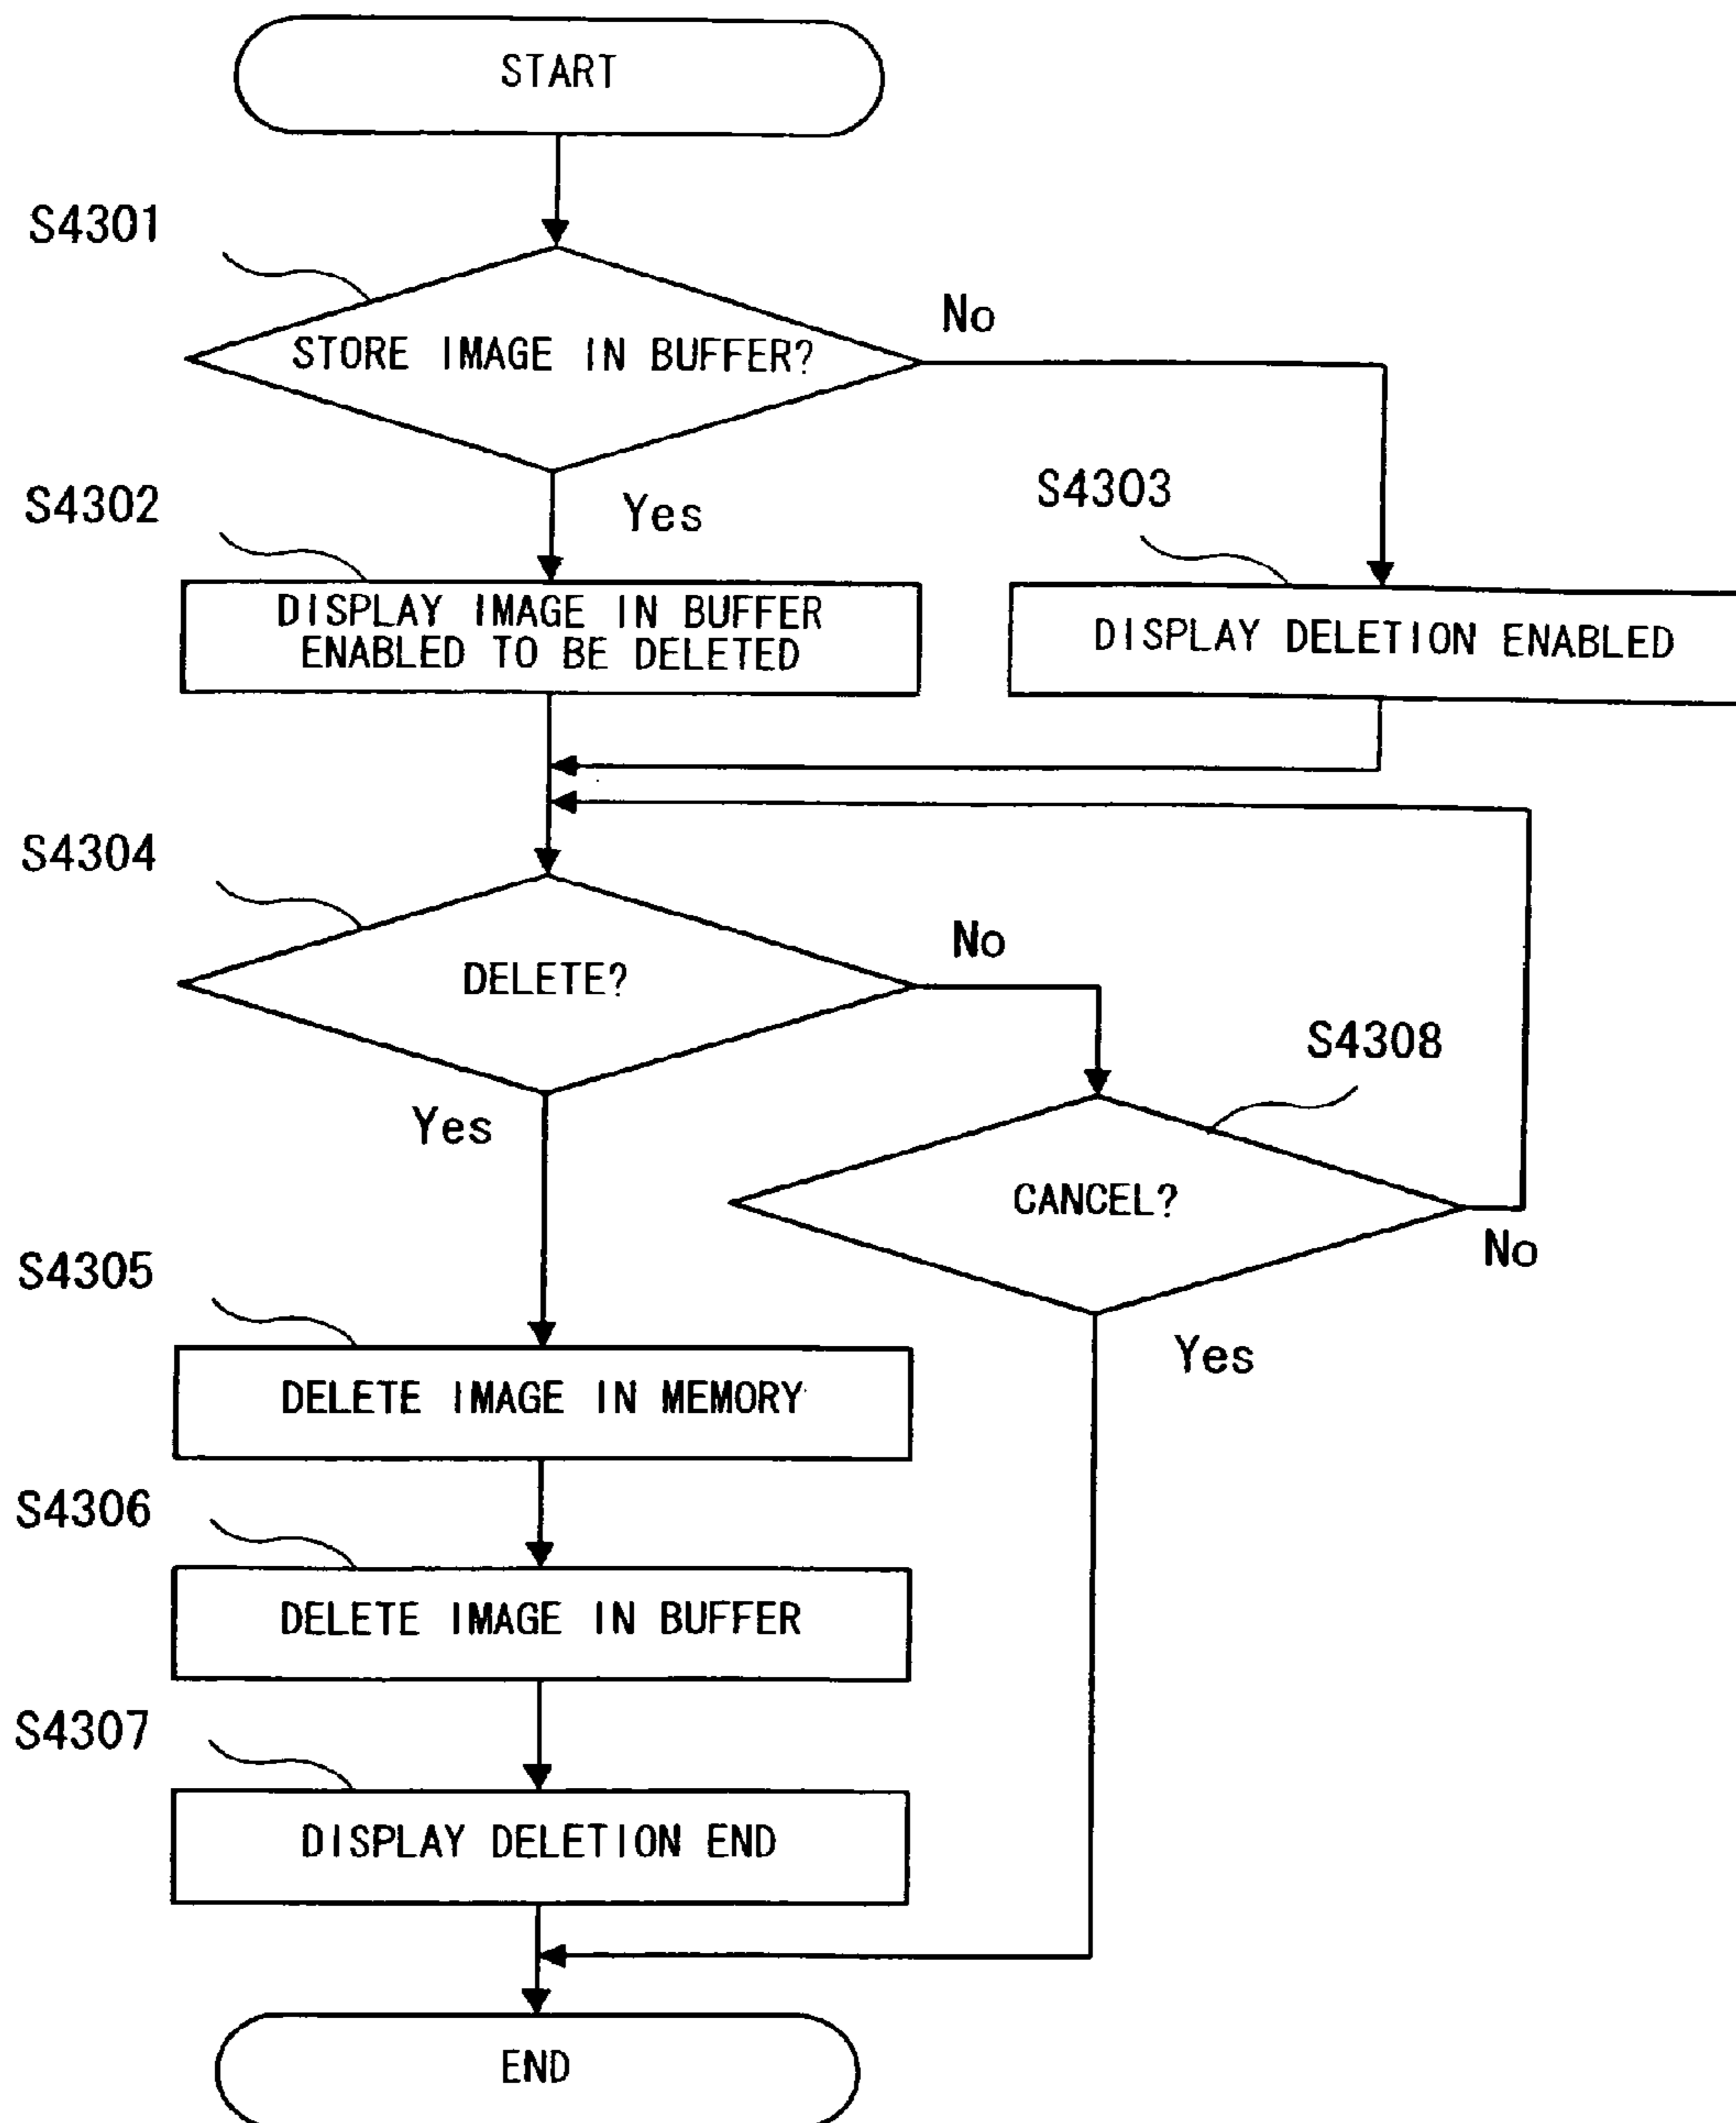 START
S4301
STORE IMAGE IN BUFFER?
No
S4302
Yes
S4303
DISPLAY IMAGE IN BUFFER
ENABLED TO BE DELETED
DISPLAY DELETION ENABLED
S4304
DELETE?
No
S4308
Yes
CANCEL?
No
S4305
Yes
DELETE IMAGE IN MEMORY
S4306
DELETE IMAGE IN BUFFER
S4307
DISPLAY DELETION END
END